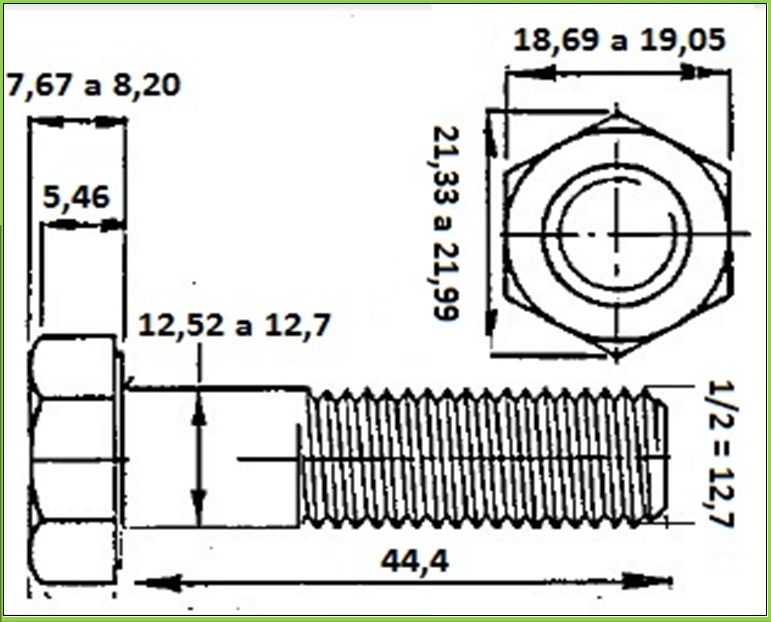 18,69 a 19,05
7,67 a 8,20
21,33 a 21,99
5,46
12,52 a 12,7
1/2 = 12,7
44,4